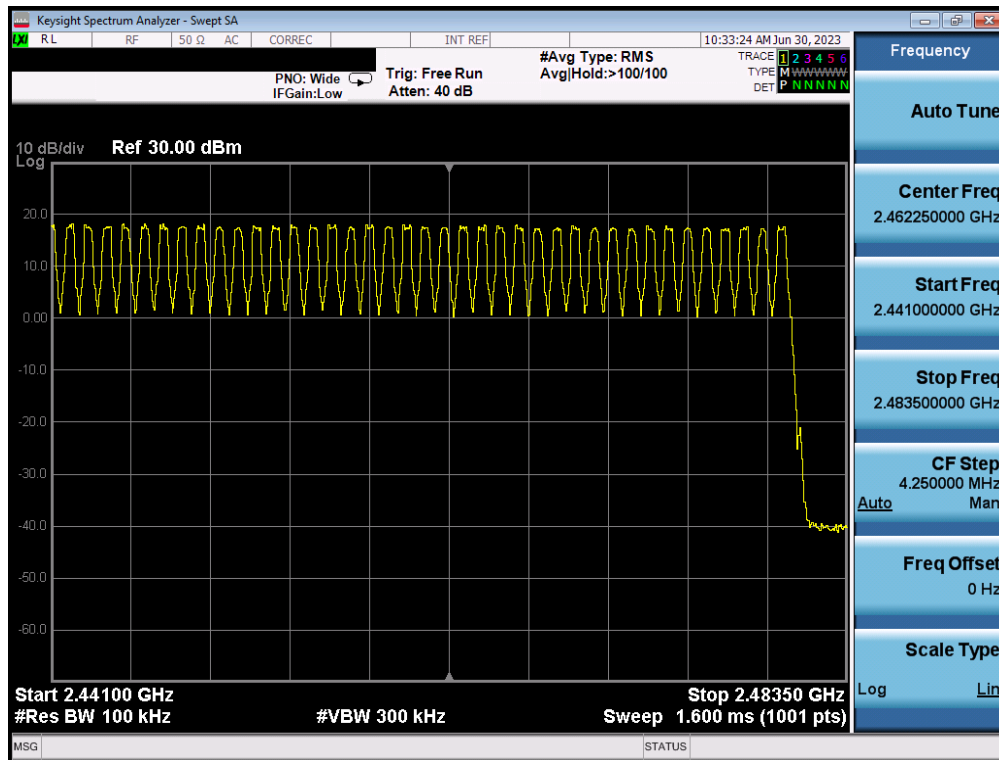 Keysight Spectrum Analyzer - Swept SA
LXI RL RF 50 Ω AC CORREC INT REF 10:33:24 AM Jun 30, 2023
PNO: Wide
IFGain:Low
Trig: Free Run
Atten: 40 dB
#Avg Type: RMS
Avg|Hold:>100/100
TRACE 1 2 3 4 5 6
TYPE M WWWWW
DET P N N N N N
10 dB/div
Log
Ref 30.00 dBm
20.0
10.0
0.00
-10.0
-20.0
-30.0
-40.0
-50.0
-60.0
Start 2.44100 GHz
#Res BW 100 kHz
#VBW 300 kHz
Stop 2.48350 GHz
Sweep 1.600 ms (1001 pts)
MSG
STATUS
Frequency
Auto Tune
Center Freq
2.462250000 GHz
Start Freq
2.441000000 GHz
Stop Freq
2.483500000 GHz
CF Step
4.250000 MHz
Auto Man
Freq Offset
0 Hz
Scale Type
Log Lin